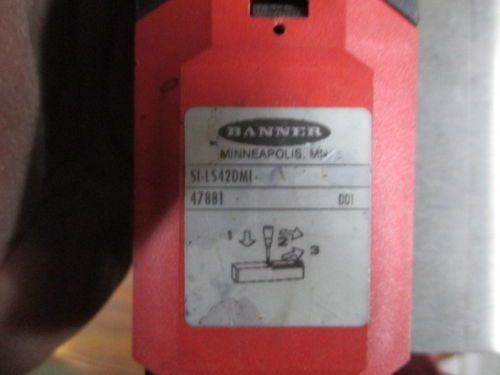 BANNER
MINNEAPOLIS, MN
SI-LS42DMI
47881 001
1 2 3